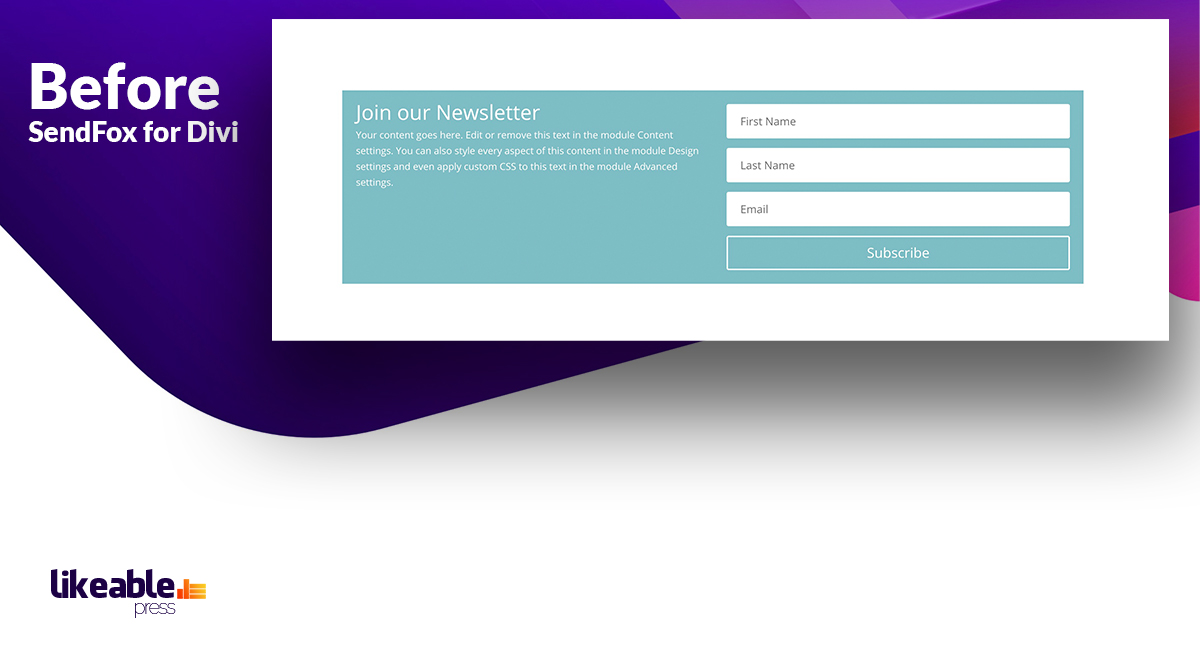 Before
SendFox for Divi
Join our Newsletter
Your content goes here. Edit or remove this text in the module Content
settings. You can also style every aspect of this content in the module Design
settings and even apply custom CSS to this text in the module Advanced
settings.
First Name
Last Name
Email
Subscribe
likeable
press